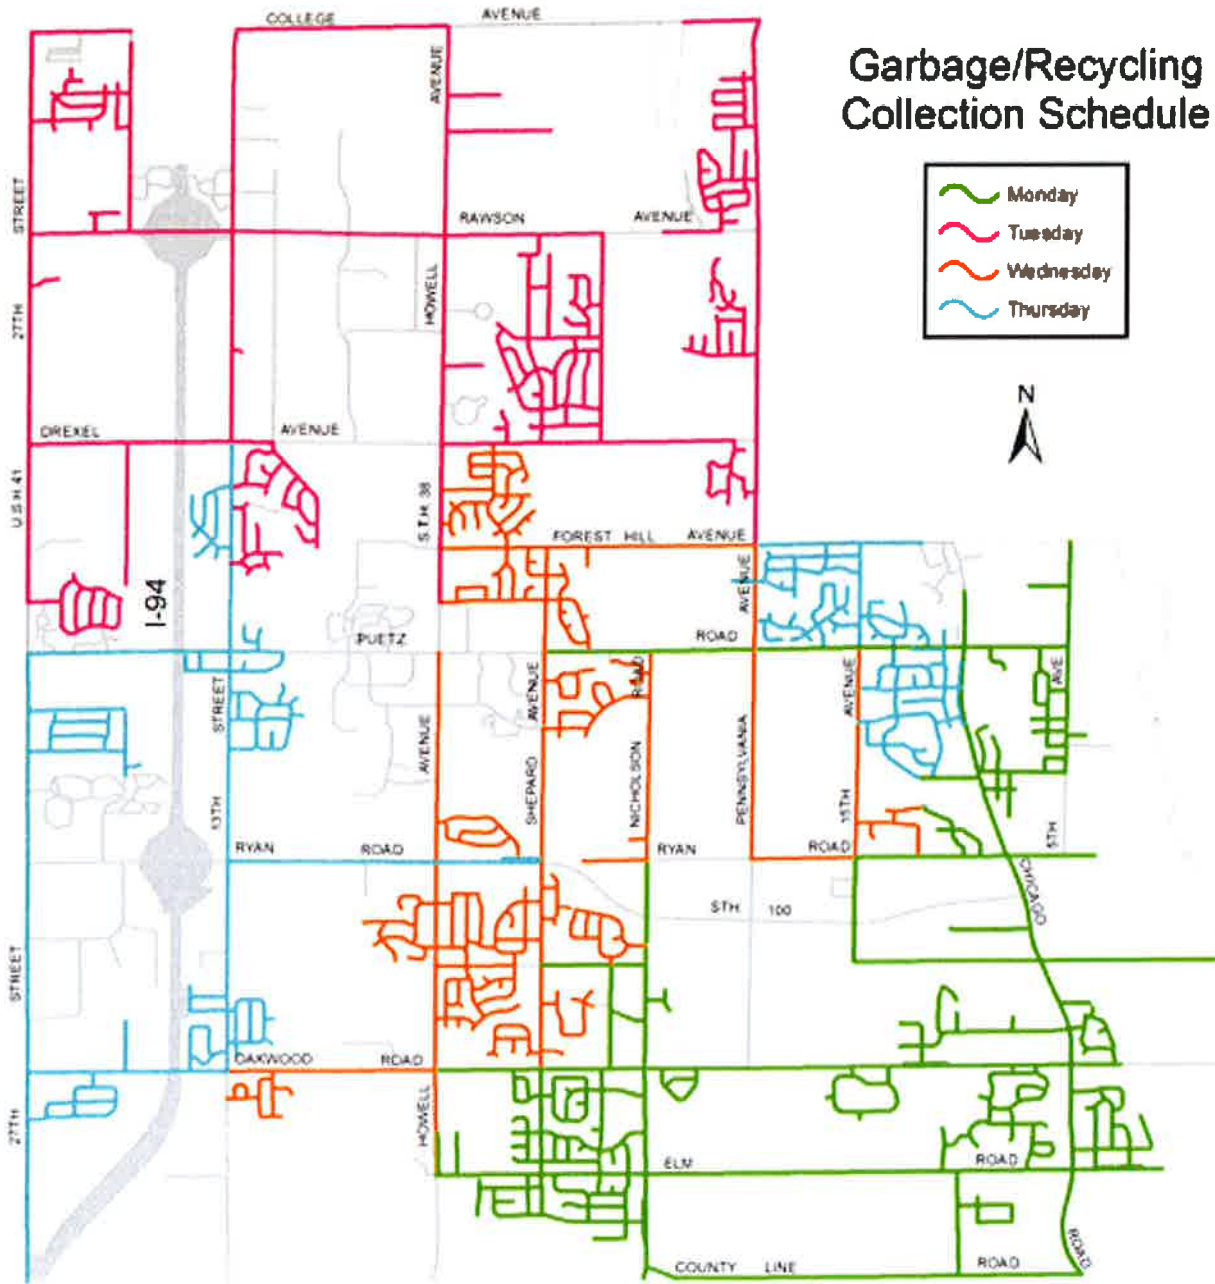 COLLEGE AVENUE
Garbage/Recycling
Collection Schedule
Monday
Tuesday
Wednesday
Thursday
N
AVENUE
STREET
RAWSON AVENUE
HOWELL
27TH
DREXEL AVENUE
U.S.H. 41
S.T.H. 38
FOREST HILL AVENUE
I-94
AVENUE
PUETZ ROAD
STREET
AVENUE
AVENUE
ROAD
AVENUE
AVE
13TH
SHEPARD
NICHOLSON
PENNSYLVANIA
15TH
5TH
RYAN ROAD
RYAN ROAD
CHICAGO
STH 100
STREET
OAKWOOD ROAD
27TH
HOWELL
ELM ROAD
ROAD
COUNTY LINE ROAD